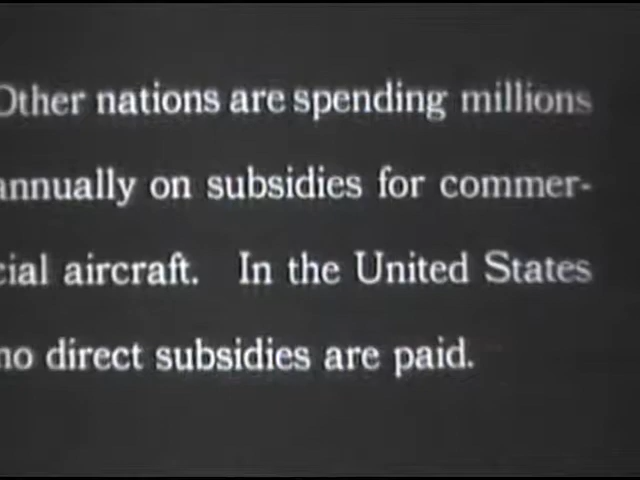 Other nations are spending millions
annually on subsidies for commer-
cial aircraft. In the United States
no direct subsidies are paid.